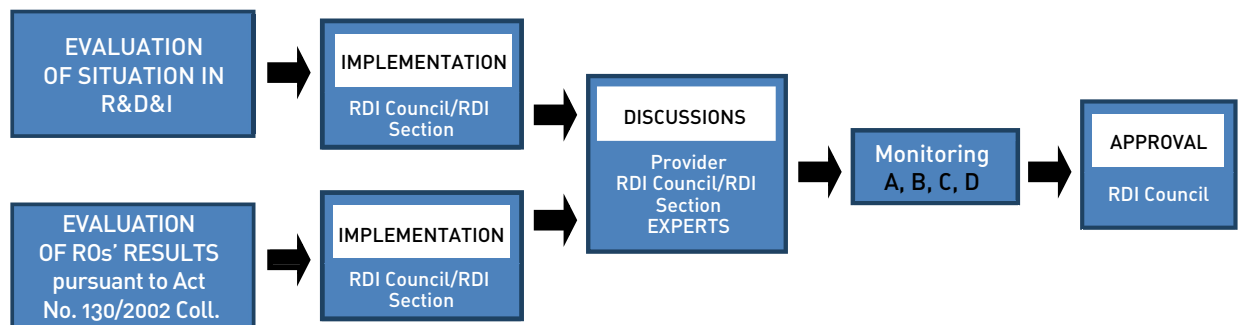 EVALUATION
OF SITUATION IN
R&D&I
IMPLEMENTATION
RDI Council/RDI
Section
EVALUATION
OF ROs' RESULTS
pursuant to Act
No. 130/2002 Coll.
IMPLEMENTATION
RDI Council/RDI
Section
DISCUSSIONS
Provider
RDI Council/RDI
Section
EXPERTS
Monitoring
A, B, C, D
APPROVAL
RDI Council